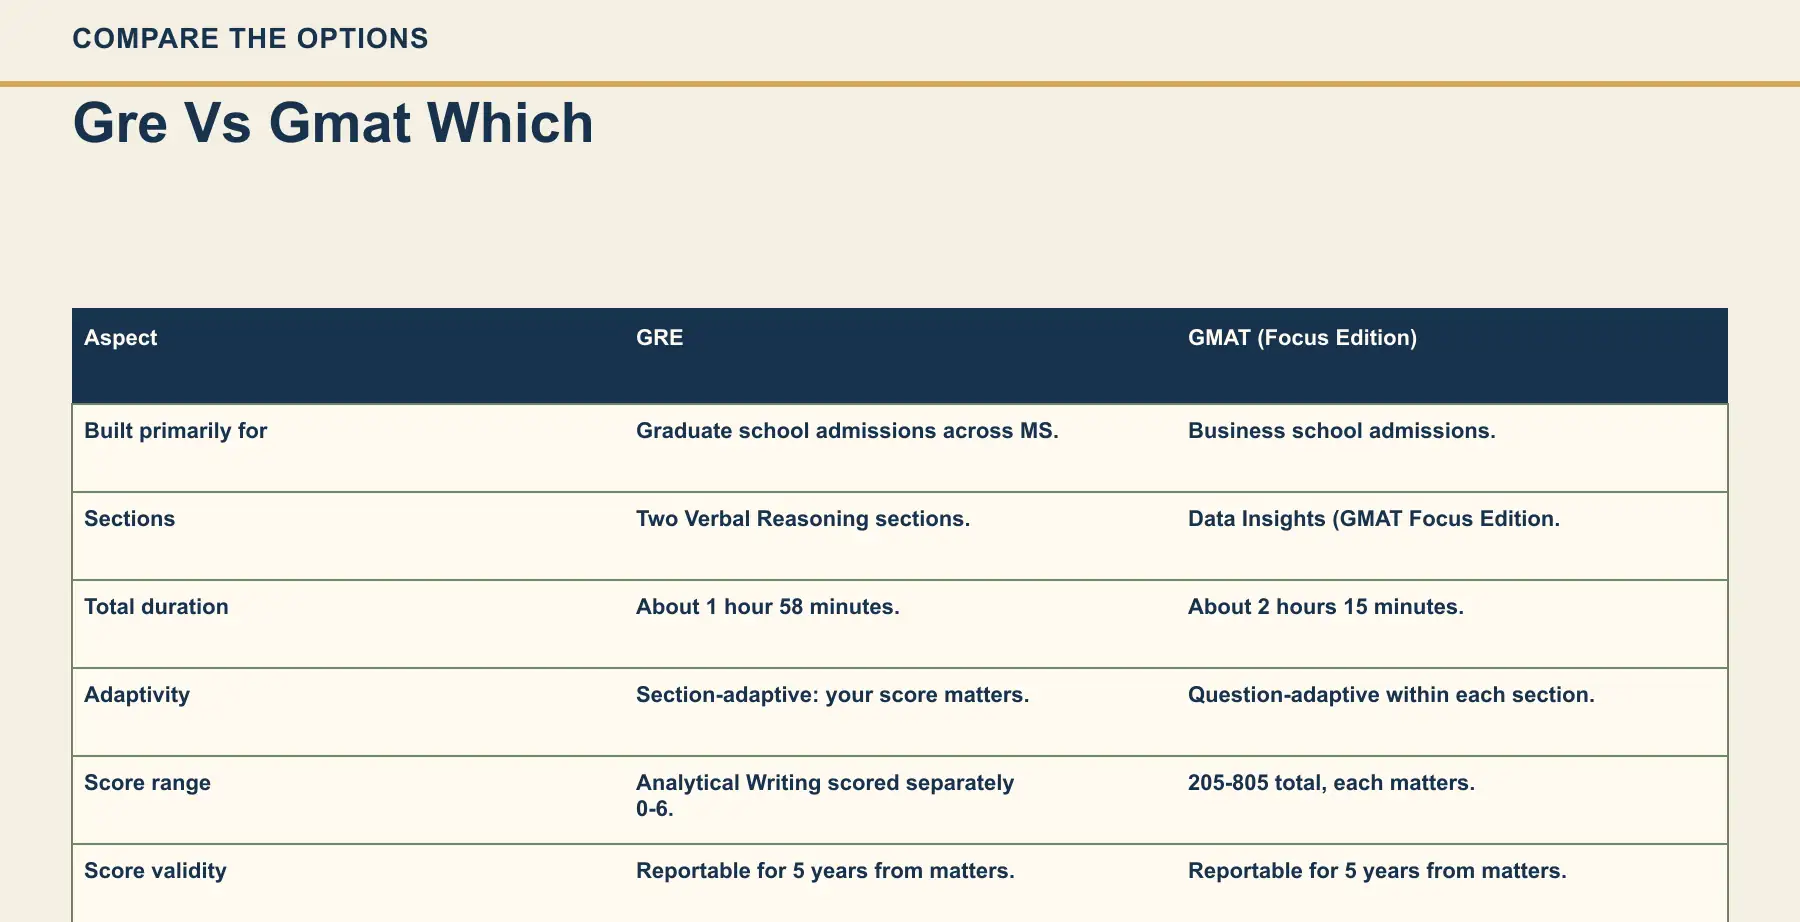 COMPARE THE OPTIONS
Gre Vs Gmat Which
Aspect
GRE
GMAT (Focus Edition)
Built primarily for
Graduate school admissions across MS.
Business school admissions.
Sections
Two Verbal Reasoning sections.
Data Insights (GMAT Focus Edition.
Total duration
About 1 hour 58 minutes.
About 2 hours 15 minutes.
Adaptivity
Section-adaptive: your score matters.
Question-adaptive within each section.
Score range
Analytical Writing scored separately
0-6.
205-805 total, each matters.
Score validity
Reportable for 5 years from matters.
Reportable for 5 years from matters.